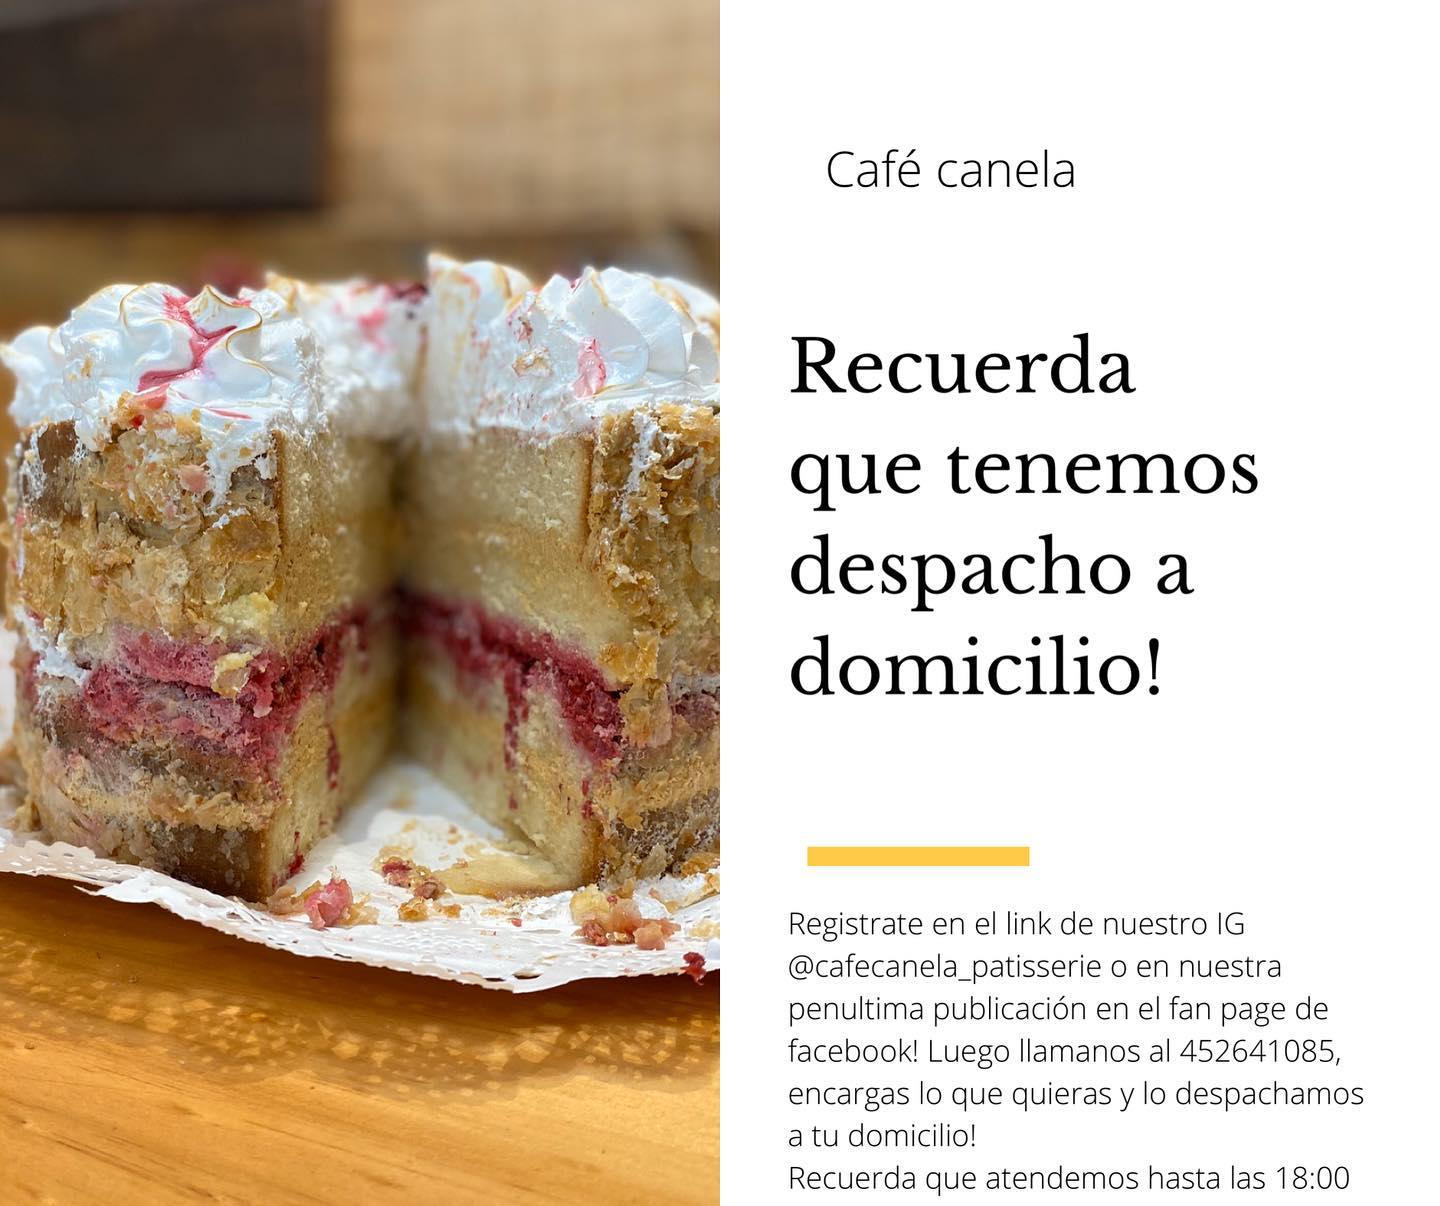 Café canela
Recuerda
que tenemos
despacho a
domicilio!
Registrate en el link de nuestro IG
@cafecanela_patisserie o en nuestra
penultima publicación en el fan page de
facebook! Luego llamanos al 452641085,
encargas lo que quieras y lo despachamos
a tu domicilio!
Recuerda que atendemos hasta las 18:00